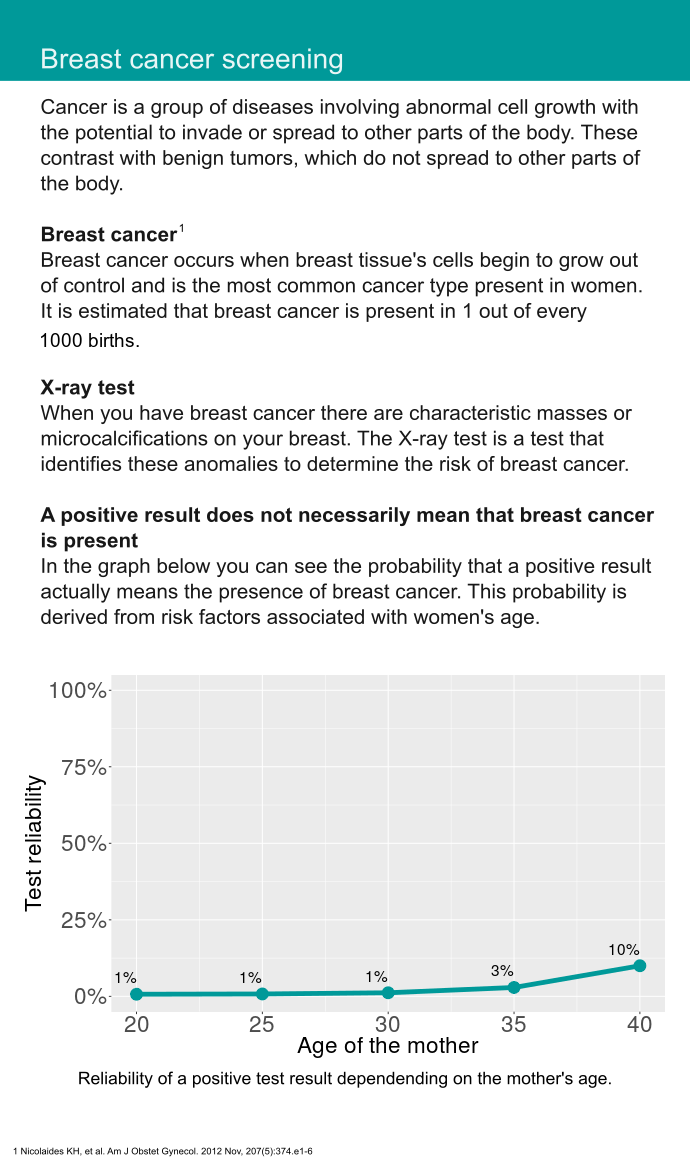 Breast cancer screening
Cancer is a group of diseases involving abnormal cell growth with
the potential to invade or spread to other parts of the body. These
contrast with benign tumors, which do not spread to other parts of
the body.
Breast cancer1
Breast cancer occurs when breast tissue's cells begin to grow out
of control and is the most common cancer type present in women.
It is estimated that breast cancer is present in 1 out of every
1000 births.
X-ray test
When you have breast cancer there are characteristic masses or
microcalcifications on your breast. The X-ray test is a test that
identifies these anomalies to determine the risk of breast cancer.
A positive result does not necessarily mean that breast cancer
is present
In the graph below you can see the probability that a positive result
actually means the presence of breast cancer. This probability is
derived from risk factors associated with women's age.
100%
75%
50%
25%
0%
Test reliability
1%
1%
1%
3%
10%
20 25 30 35 40
Age of the mother
Reliability of a positive test result dependending on the mother's age.
1 Nicolaides KH, et al. Am J Obstet Gynecol. 2012 Nov, 207(5):374.e1-6